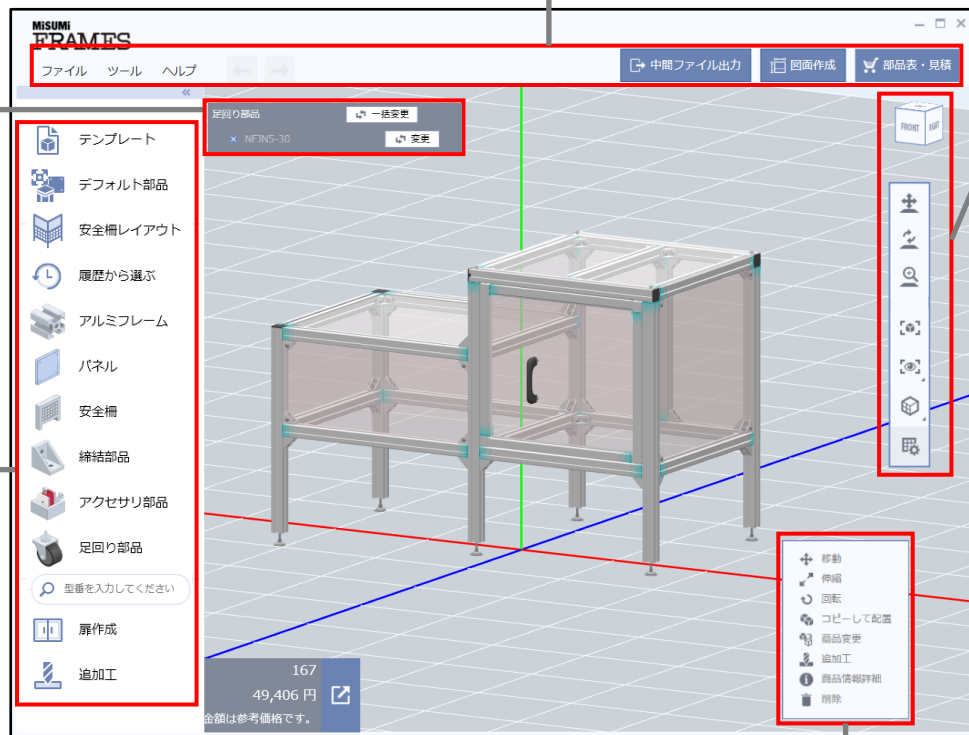 MiSUMi
FRAMES
ファイル ツール ヘルプ
中間ファイル出力
図面作成
部品表・見積
«
足回り部品
一括変更
NFJN5-30
変更
テンプレート
デフォルト部品
安全柵レイアウト
履歴から選ぶ
アルミフレーム
パネル
安全柵
締結部品
アクセサリ部品
足回り部品
型番を入力してください
扉作成
追加工
FRONT
移動
伸縮
回転
コピーして配置
商品変更
追加工
商品情報詳細
削除
167
49,406 円
金額は参考価格です。